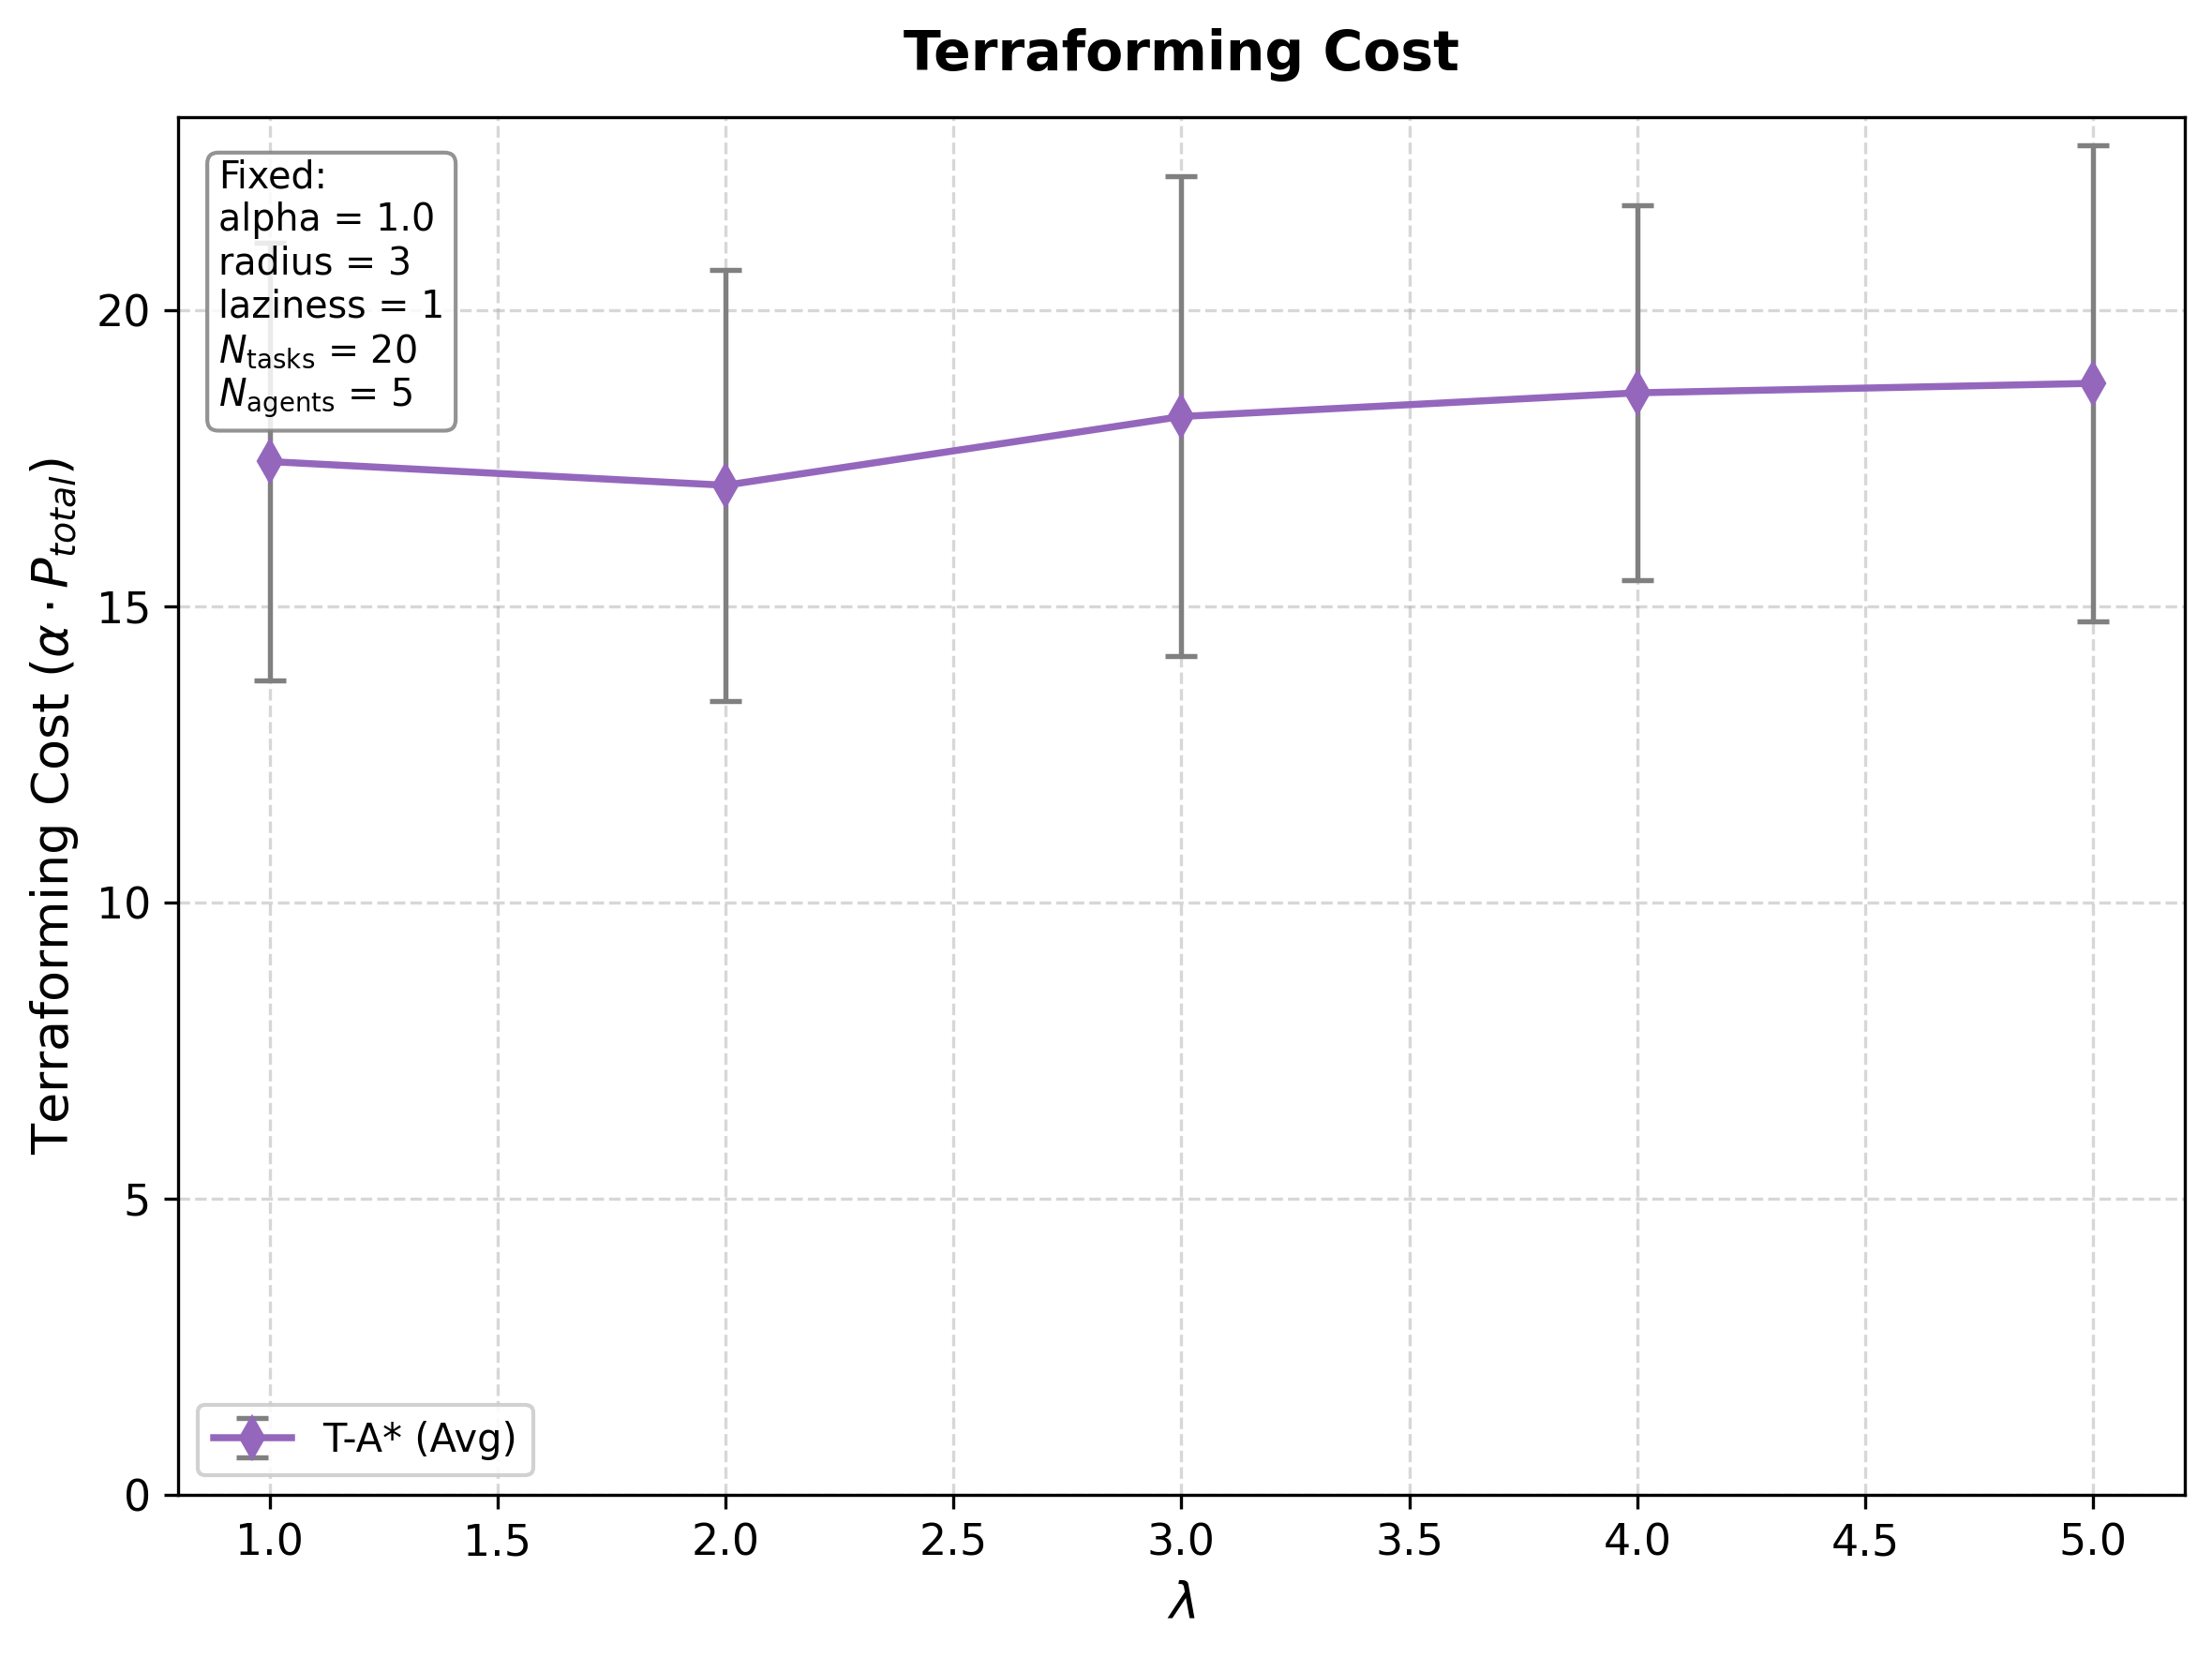 Terraforming Cost
Fixed:
alpha = 1.0
radius = 3
laziness = 1
N_tasks = 20
N_agents = 5
Terraforming Cost (α · P_total)
20
15
10
5
0
T-A* (Avg)
1.0 1.5 2.0 2.5 3.0 3.5 4.0 4.5 5.0
λ